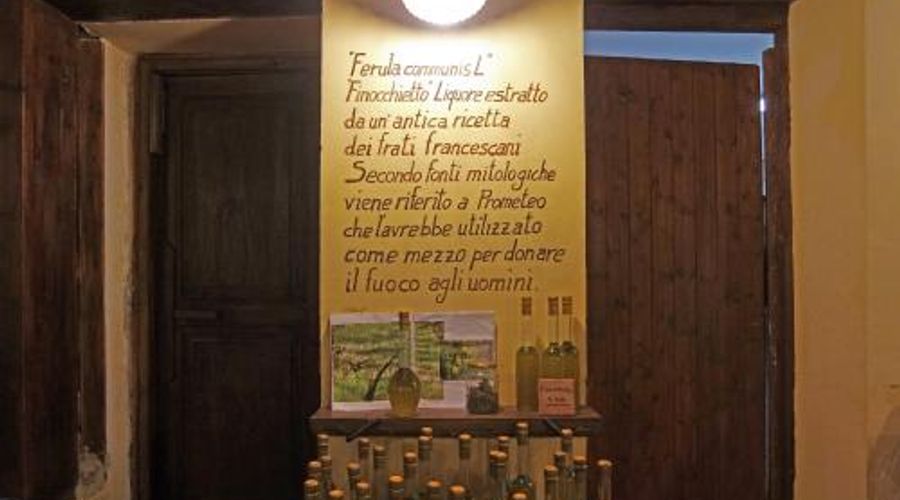 "Ferula communis L"
"Finocchietto" Liquore estratto
da un'antica ricetta
dei frati francescani
Secondo fonti mitologiche
viene riferito a Prometeo
che l'avrebbe utilizzato
come mezzo per donare
il fuoco agli uomini.